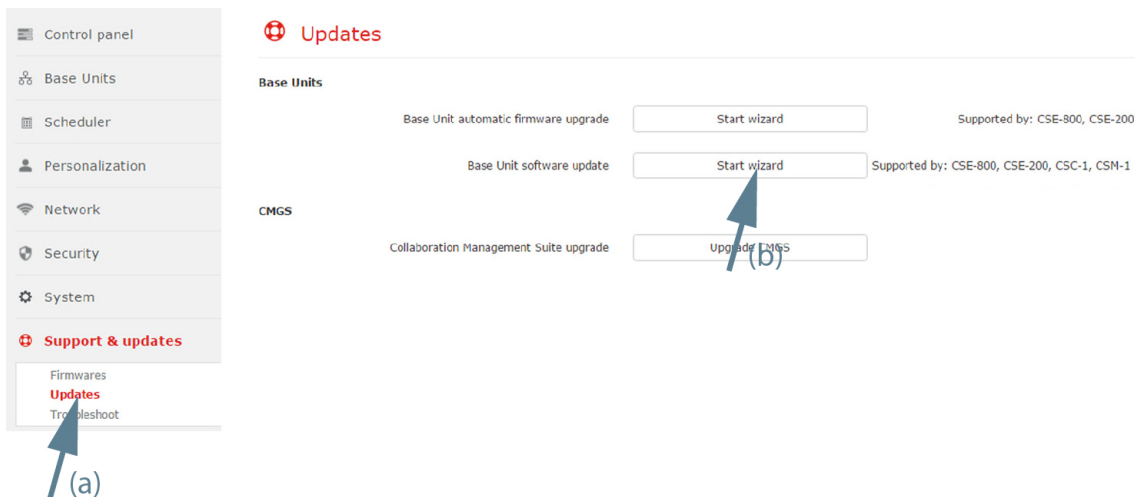 Control panel
Base Units
Scheduler
Personalization
Network
Security
System
Support & updates
Firmwares
Updates
Troubleshoot
(a)
Updates
Base Units
Base Unit automatic firmware upgrade Start wizard Supported by: CSE-800, CSE-200
Base Unit software update Start wizard Supported by: CSE-800, CSE-200, CSC-1, CSM-1
CMGS
Collaboration Management Suite upgrade Upgrade CMGS
(b)